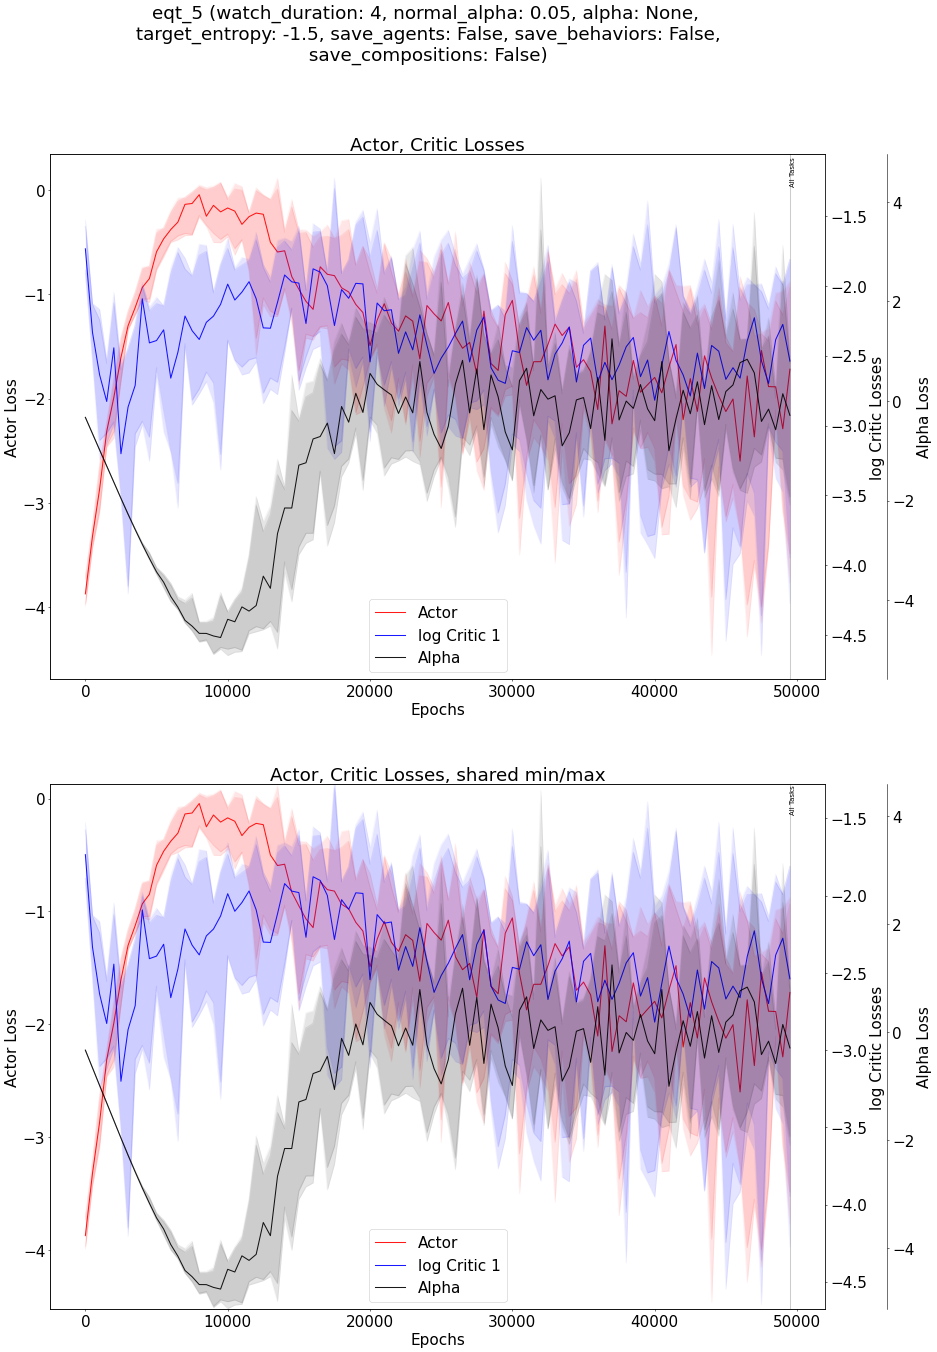 eqt_5 (watch_duration: 4, normal_alpha: 0.05, alpha: None,
target_entropy: -1.5, save_agents: False, save_behaviors: False,
save_compositions: False)
Actor, Critic Losses
All Tasks
0
−1
−2
−3
−4
Actor Loss
−1.5
−2.0
−2.5
−3.0
−3.5
−4.0
−4.5
log Critic Losses
4
2
0
−2
−4
Alpha Loss
Actor
log Critic 1
Alpha
0 10000 20000 30000 40000 50000
Epochs
Actor, Critic Losses, shared min/max
All Tasks
0
−1
−2
−3
−4
Actor Loss
−1.5
−2.0
−2.5
−3.0
−3.5
−4.0
−4.5
log Critic Losses
4
2
0
−2
−4
Alpha Loss
Actor
log Critic 1
Alpha
0 10000 20000 30000 40000 50000
Epochs